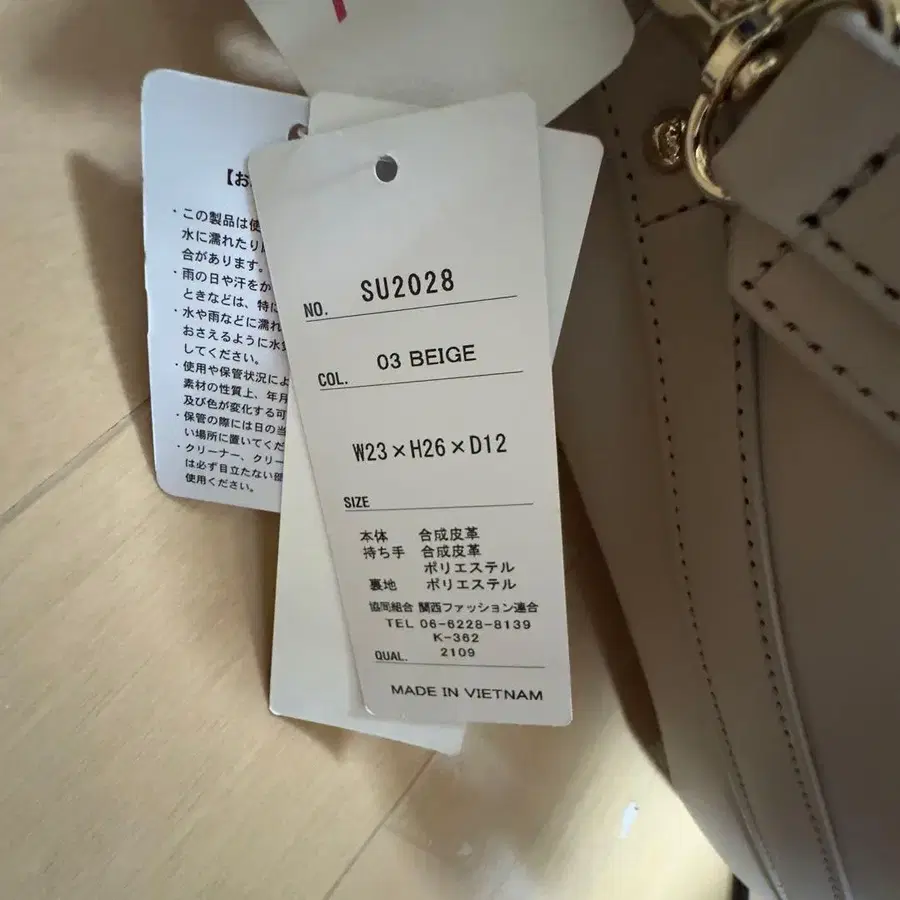 【お
・この製品は使
水に濡れたり
合があります。
・雨の日や汗をか
ときなどは、特に
・水や雨などに濡れ
おさえるように水
してください。
・使用や保管状況によ
素材の性質上、年月
及び色が変化する可
・保管の際には日の当
い場所に置いてくだ
・クリーナー、クリー
は必ず目立たない部
使用ください。
NO. SU2028
COL. 03 BEIGE
W23×H26×D12
SIZE
本体 合成皮革
持ち手 合成皮革
ポリエステル
裏地 ポリエステル
協同組合 関西ファッション連合
TEL 06-6228-8139
K-362
QUAL. 2109
MADE IN VIETNAM